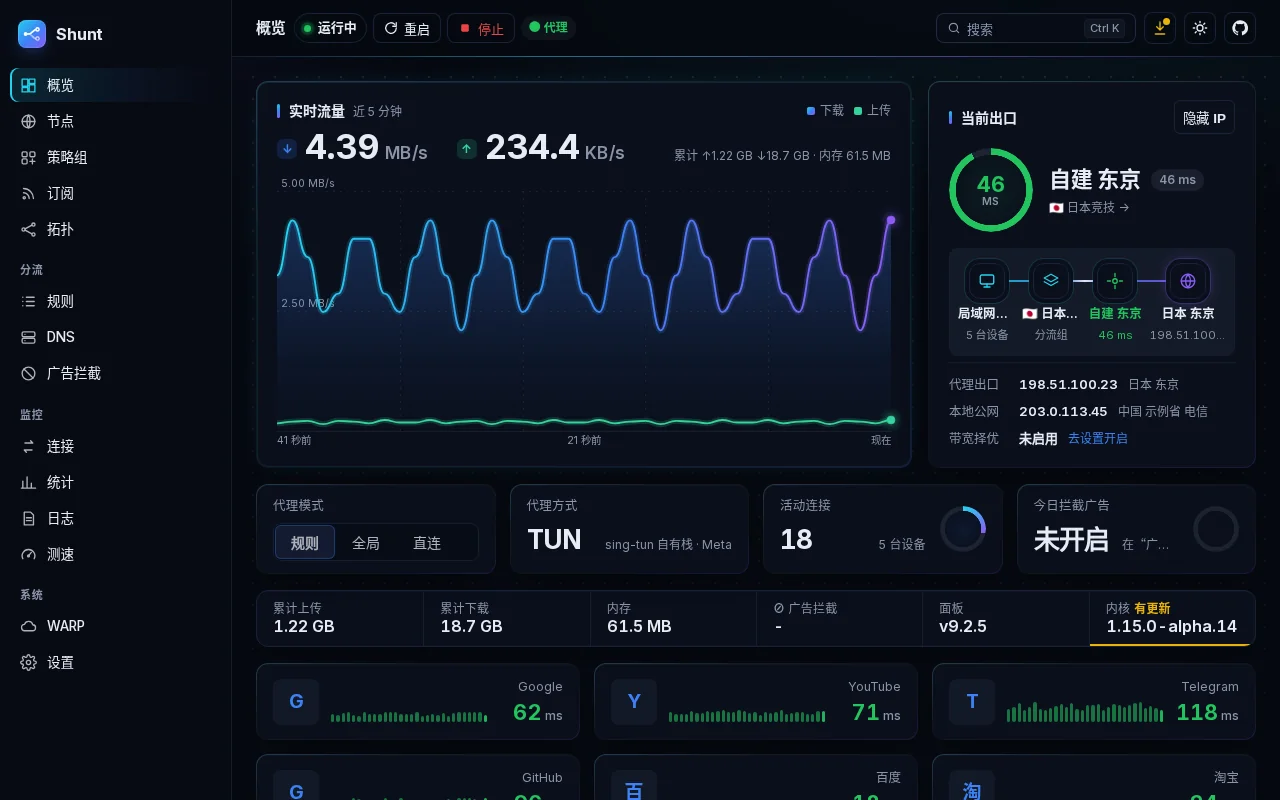 Shunt
概览
节点
策略组
订阅
拓扑
分流
规则
DNS
广告拦截
监控
连接
统计
日志
测速
系统
WARP
设置
概览 运行中 重启 停止 代理
搜索 Ctrl K
实时流量 近 5 分钟 下载 上传
4.39 MB/s 234.4 KB/s 累计 ↑1.22 GB ↓18.7 GB · 内存 61.5 MB
5.00 MB/s
2.50 MB/s
41 秒前 21 秒前 现在
当前出口 隐藏 IP
46
MS
自建 东京 46 ms
🇯🇵 日本竞技 →
局域网… 🇯🇵 日本… 自建 东京 日本 东京
5 台设备 分流组 46 ms 198.51.100…
代理出口 198.51.100.23 日本 东京
本地公网 203.0.113.45 中国 示例省 电信
带宽择优 未启用 去设置开启
代理模式
规则 全局 直连
代理方式
TUN sing-tun 自有栈 · Meta
活动连接
18 5 台设备
今日拦截广告
未开启 在“广…
累计上传
1.22 GB
累计下载
18.7 GB
内存
61.5 MB
广告拦截
-
面板
v9.2.5
内核 有更新
1.15.0-alpha.14
G Google
62 ms
Y YouTube
71 ms
T Telegram
118 ms
G GitHub
百 百度
淘 淘宝